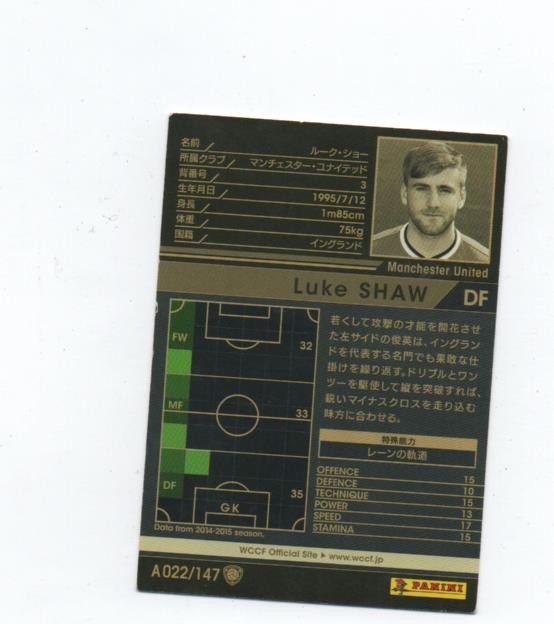 名前 ルーク・ショー
所属クラブ マンチェスター・ユナイテッド
背番号 3
生年月日 1995/7/12
身長 1m85cm
体重 75kg
国籍 イングランド
Manchester United
Luke SHAW DF
FW
32
MF
33
DF
35
GK
Data from 2014-2015 season.
若くして攻撃の才能を開花させ
た左サイドの俊英は、イングラン
ドを代表する名門でも果敢な仕
掛けを繰り返す。ドリブルとワン
ツーを駆使して縦を突破すれば、
鋭いマイナスクロスを走り込む
味方に合わせる。
特殊能力
レーンの軌道
OFFENCE 15
DEFENCE 10
TECHNIQUE 15
POWER 13
SPEED 17
STAMINA 15
WCCF Official Site ▶ www.wccf.jp
A022/147
PANINI